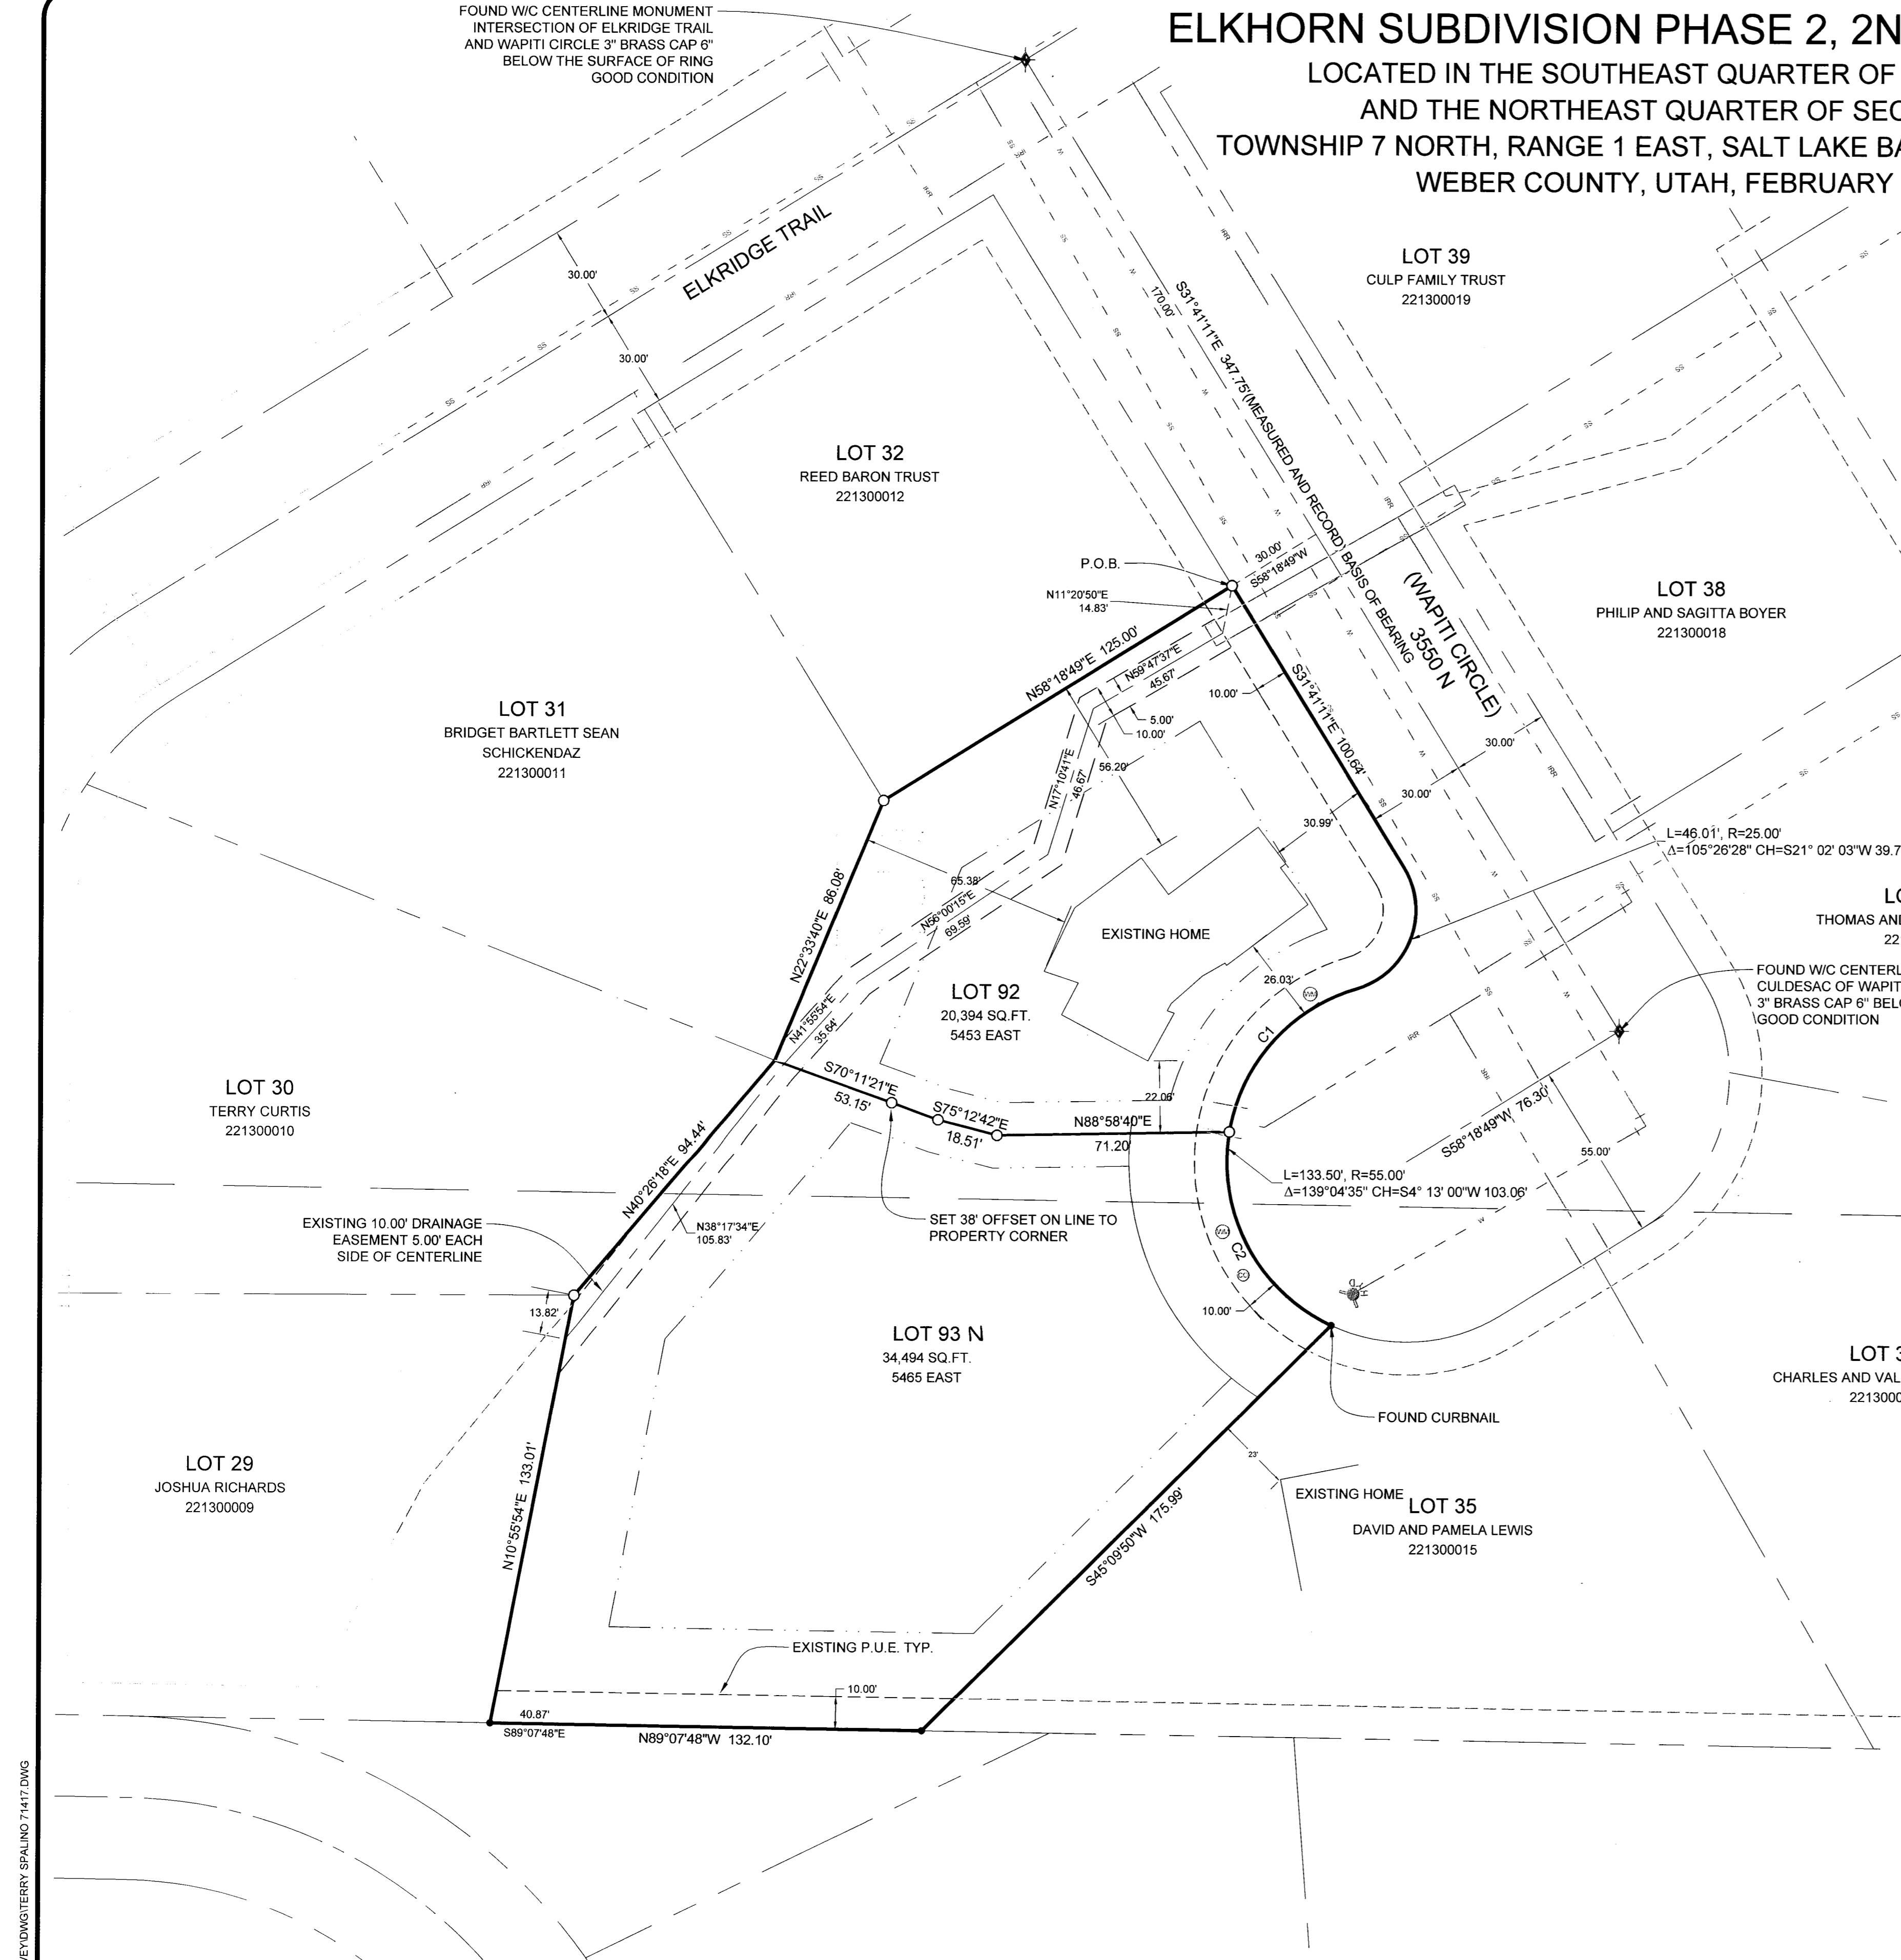 FOUND W/C CENTERLINE MONUMENT
INTERSECTION OF ELKRIDGE TRAIL
AND WAPITI CIRCLE 3" BRASS CAP 6"
BELOW THE SURFACE OF RING
GOOD CONDITION
ELKHORN SUBDIVISION PHASE 2, 2N
LOCATED IN THE SOUTHEAST QUARTER OF
AND THE NORTHEAST QUARTER OF SEC
TOWNSHIP 7 NORTH, RANGE 1 EAST, SALT LAKE BA
WEBER COUNTY, UTAH, FEBRUARY
ELKRIDGE TRAIL
30.00'
30.00'
LOT 39
CULP FAMILY TRUST
221300019
170.00'
S31°41'11"E 347.75'(MEASURED AND RECORD) BASIS OF BEARING
LOT 32
REED BARON TRUST
221300012
P.O.B.
30.00'
S58°18'49"W
N11°20'50"E
14.83'
(WAPITI CIRCLE)
3550 N
LOT 38
PHILIP AND SAGITTA BOYER
221300018
N58°18'49"E 125.00'
N59°47'37"E
45.67'
10.00'
S31°41'11"E 100.64'
5.00'
10.00'
56.20'
N17°10'41"E
46.67'
30.00'
30.00'
30.99'
LOT 31
BRIDGET BARTLETT SEAN
SCHICKENDAZ
221300011
L=46.01', R=25.00'
Δ=105°26'28" CH=S21° 02' 03"W 39.7
N22°33'40"E 86.08'
65.38'
N56°00'15"E
69.59'
EXISTING HOME
THOMAS AND
22
26.03'
WM
LOT 92
20,394 SQ.FT.
5453 EAST
C1
FOUND W/C CENTERL
CULDESAC OF WAPIT
3" BRASS CAP 6" BEL
GOOD CONDITION
N41°55'54"E
35.64'
LOT 30
TERRY CURTIS
221300010
S70°11'21"E
53.15'
S75°12'42"E
18.51'
22.06'
N88°58'40"E
71.20'
S58°18'49"W 76.30'
55.00'
L=133.50', R=55.00'
Δ=139°04'35" CH=S4° 13' 00"W 103.06'
N40°26'18"E 94.44'
EXISTING 10.00' DRAINAGE
EASEMENT 5.00' EACH
SIDE OF CENTERLINE
N38°17'34"E
105.83'
SET 38' OFFSET ON LINE TO
PROPERTY CORNER
WM
C2
13.82'
10.00'
LOT 93 N
34,494 SQ.FT.
5465 EAST
LOT 3
CHARLES AND VAL
221300
FOUND CURBNAIL
23'
LOT 29
JOSHUA RICHARDS
221300009
N10°55'54"E 133.01'
EXISTING HOME
LOT 35
DAVID AND PAMELA LEWIS
221300015
S45°09'50"W 175.99'
EXISTING P.U.E. TYP.
10.00'
40.87'
S89°07'48"E
N89°07'48"W 132.10'
VEY\DWG\TERRY SPALINO 71417.DWG